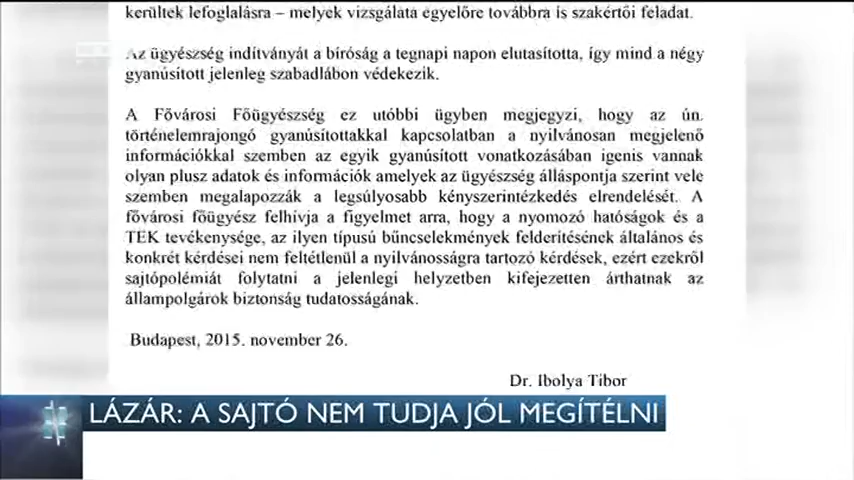 kerültek lefoglalásra – melyek vizsgálata egyelőre továbbra is szakértői feladat.
Az ügyészség indítványát a bíróság a tegnapi napon elutasította, így mind a négy
gyanúsított jelenleg szabadlábon védekezik.
A Fővárosi Főügyészség ez utóbbi ügyben megjegyzi, hogy az ún.
történelemrajongó gyanúsítottakkal kapcsolatban a nyilvánosan megjelenő
információkkal szemben az egyik gyanúsított vonatkozásában igenis vannak
olyan plusz adatok és információk amelyek az ügyészség álláspontja szerint vele
szemben megalapozzák a legsúlyosabb kényszerintézkedés elrendelését. A
fővárosi főügyész felhívja a figyelmet arra, hogy a nyomozó hatóságok és a
TEK tevékenysége, az ilyen típusú bűncselekmények felderítésének általános és
konkrét kérdései nem feltétlenül a nyilvánosságra tartozó kérdések, ezért ezekről
sajtópolémiát folytatni a jelenlegi helyzetben kifejezetten árthatnak az
állampolgárok biztonság tudatosságának.
Budapest, 2015. november 26.
Dr. Ibolya Tibor
LÁZÁR: A SAJTÓ NEM TUDJA JÓL MEGÍTÉLNI